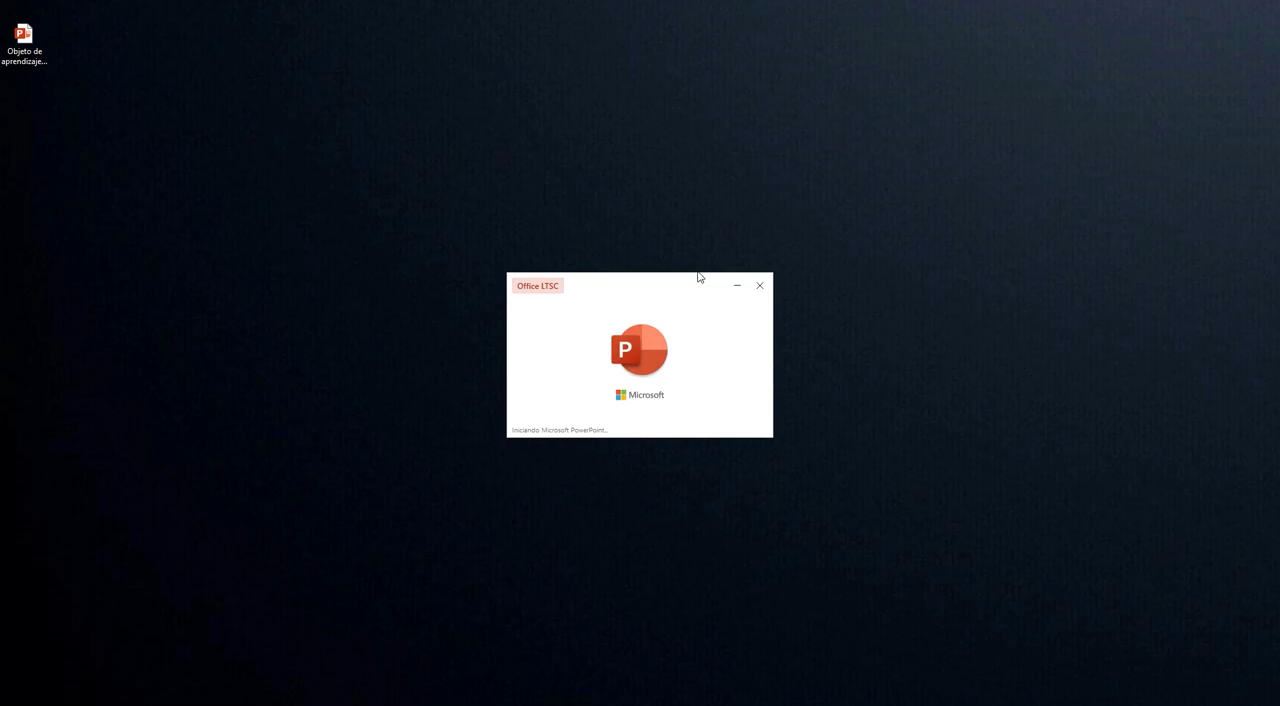 Objeto de
aprendizaje...
Office LTSC
P
Microsoft
Iniciando Microsoft PowerPoint...